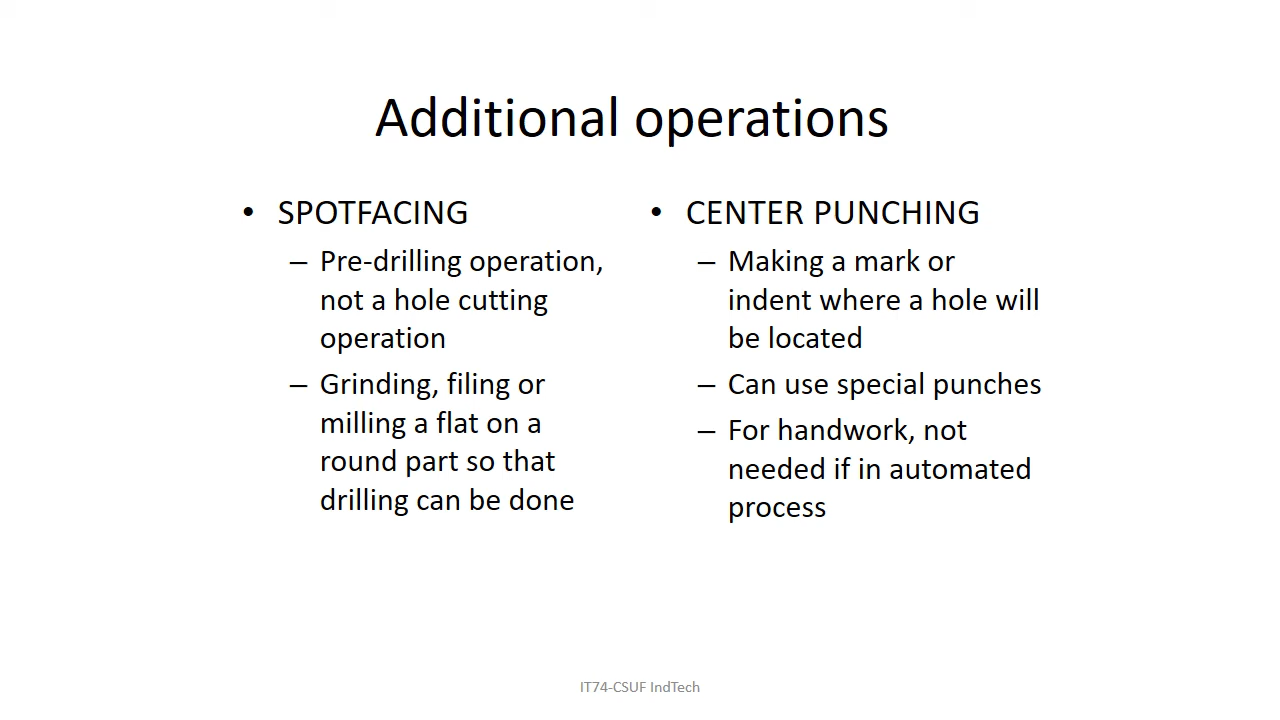 Additional operations
• SPOTFACING
– Pre-drilling operation,
not a hole cutting
operation
– Grinding, filing or
milling a flat on a
round part so that
drilling can be done
• CENTER PUNCHING
– Making a mark or
indent where a hole will
be located
– Can use special punches
– For handwork, not
needed if in automated
process
IT74-CSUF IndTech